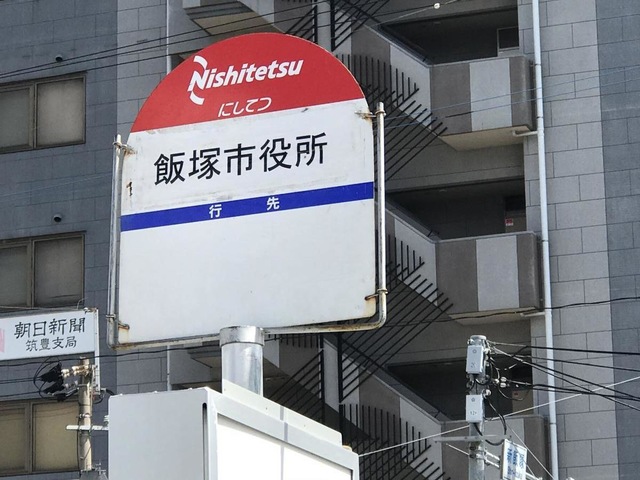 Nishitetsu
にしてつ
飯塚市役所
行先
朝日新聞
筑豊支局